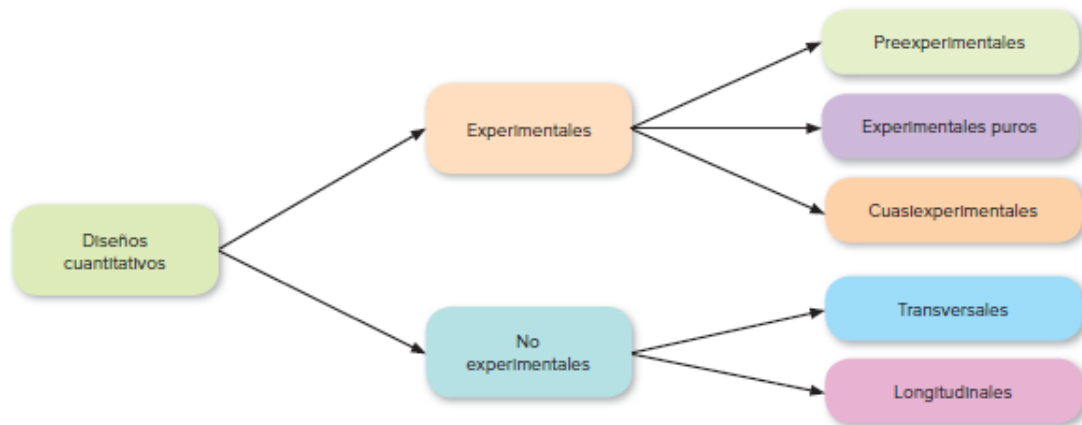 Diseños
cuantitativos
Experimentales
No
experimentales
Preexperimentales
Experimentales puros
Cuasiexperimentales
Transversales
Longitudinales